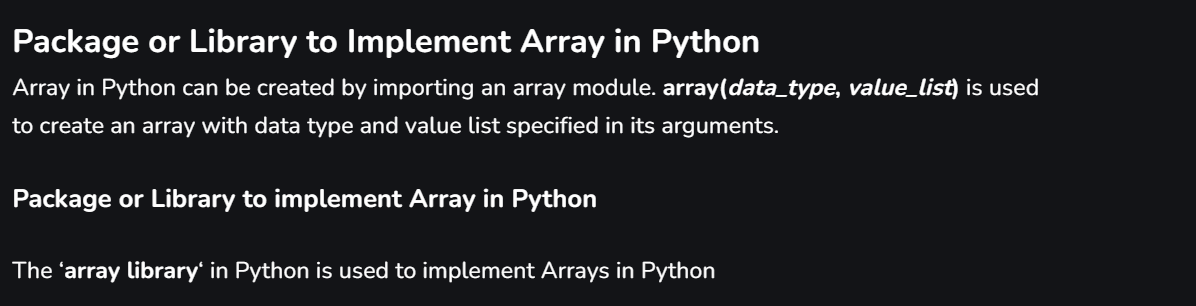 Package or Library to Implement Array in Python
Array in Python can be created by importing an array module. array(data_type, value_list) is used
to create an array with data type and value list specified in its arguments.
Package or Library to implement Array in Python
The ‘array library‘ in Python is used to implement Arrays in Python